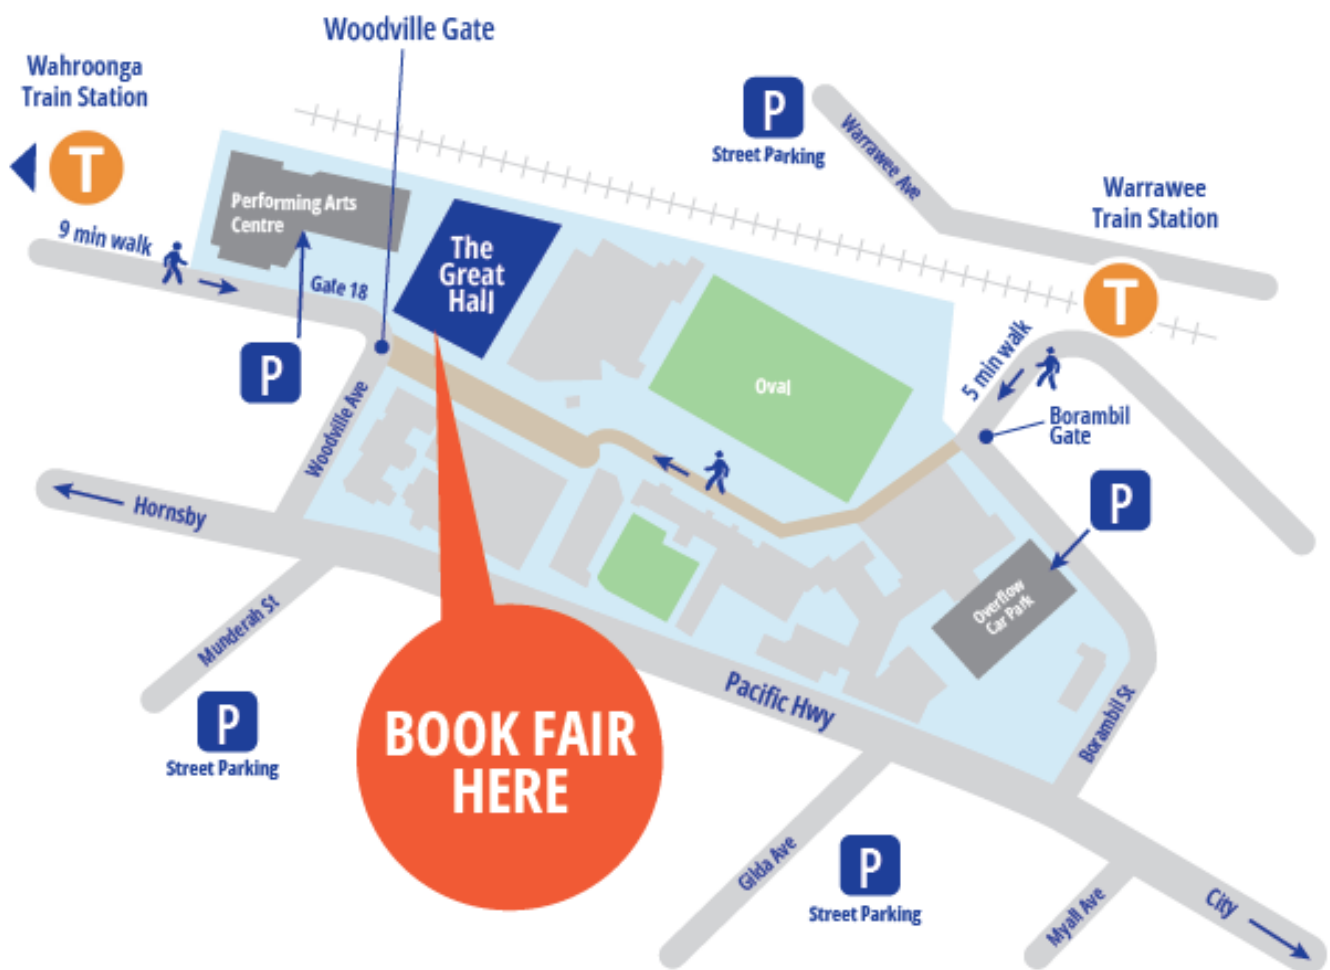 Woodville Gate
Wahroonga
Train Station
T
9 min walk
Performing Arts
Centre
Gate 18
P
The
Great
Hall
P
Street Parking
Warrawee Ave
Warrawee
Train Station
T
5 min walk
Borambil
Gate
Oval
P
Overflow
Car Park
Woodville Ave
Hornsby
Munderah St
P
Street Parking
BOOK FAIR
HERE
Pacific Hwy
Borambil St
Gilda Ave
P
Street Parking
Myall Ave
City